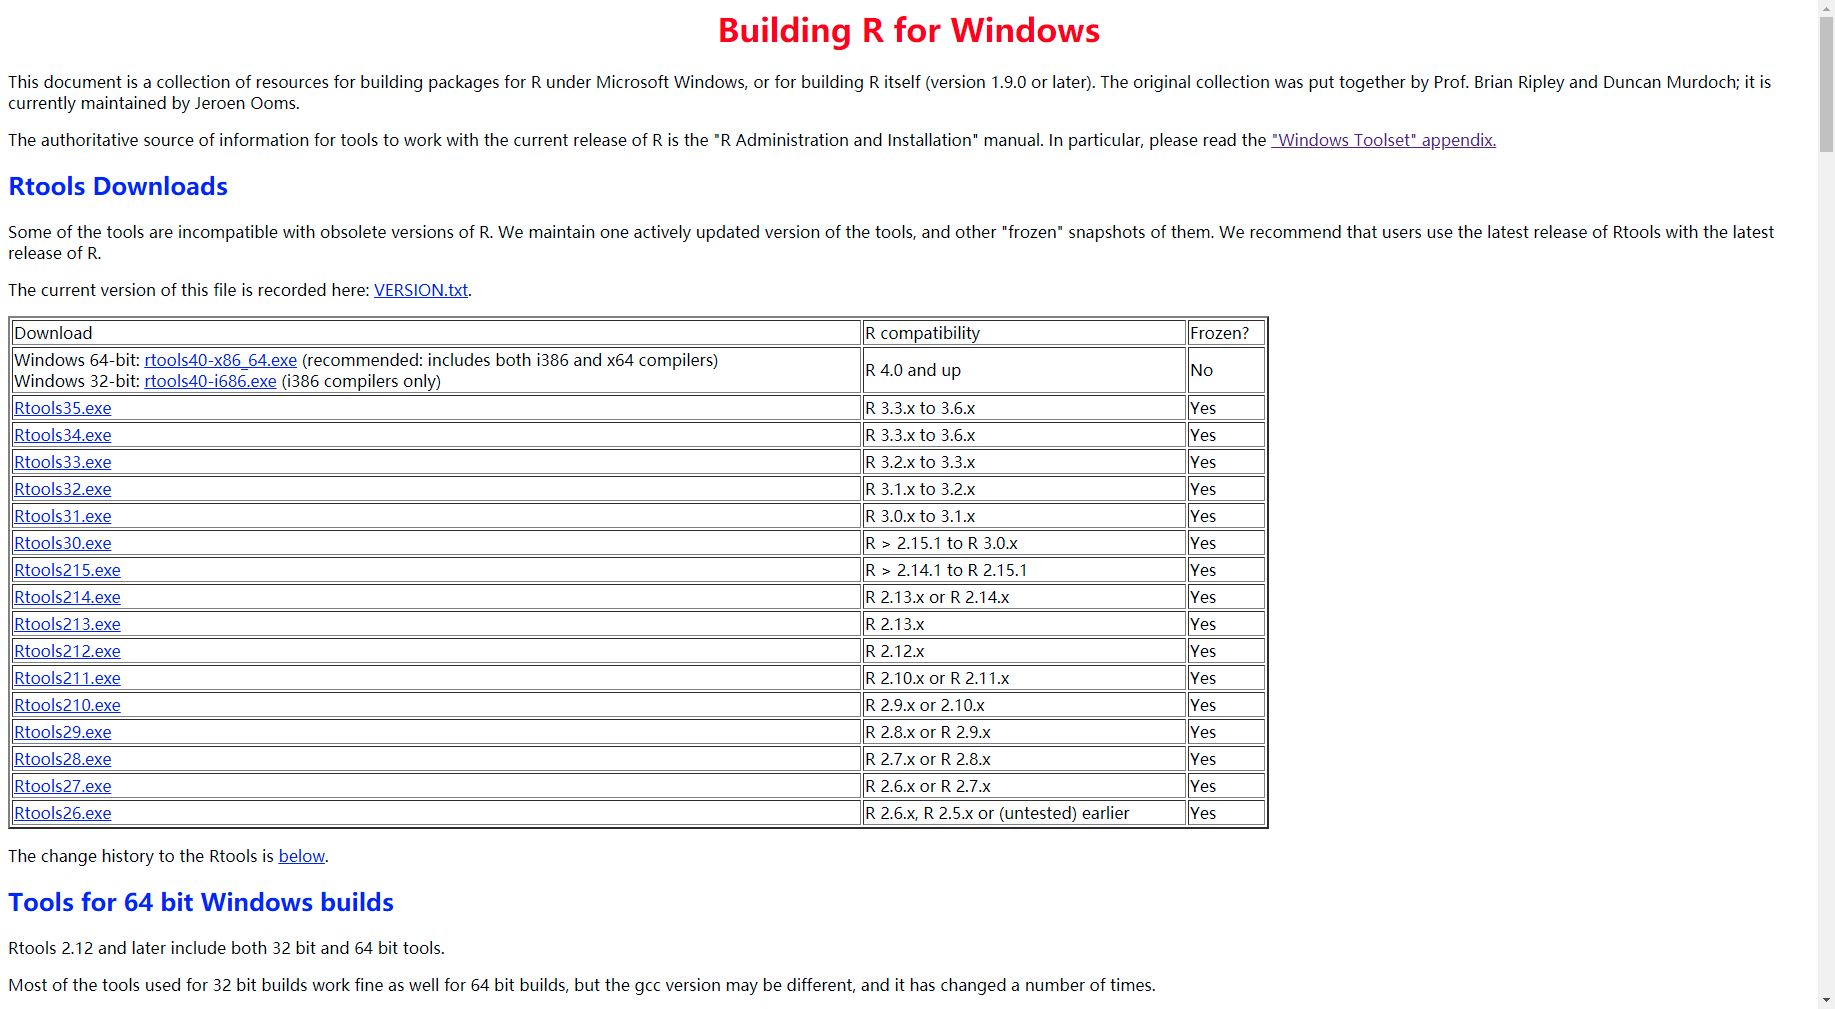 Building R for Windows
This document is a collection of resources for building packages for R under Microsoft Windows, or for building R itself (version 1.9.0 or later). The original collection was put together by Prof. Brian Ripley and Duncan Murdoch; it is
currently maintained by Jeroen Ooms.
The authoritative source of information for tools to work with the current release of R is the "R Administration and Installation" manual. In particular, please read the "Windows Toolset" appendix.
Rtools Downloads
Some of the tools are incompatible with obsolete versions of R. We maintain one actively updated version of the tools, and other "frozen" snapshots of them. We recommend that users use the latest release of Rtools with the latest
release of R.
The current version of this file is recorded here: VERSION.txt.
Download R compatibility Frozen?
Windows 64-bit: rtools40-x86_64.exe (recommended: includes both i386 and x64 compilers)
Windows 32-bit: rtools40-i686.exe (i386 compilers only)
R 4.0 and up No
Rtools35.exe R 3.3.x to 3.6.x Yes
Rtools34.exe R 3.3.x to 3.6.x Yes
Rtools33.exe R 3.2.x to 3.3.x Yes
Rtools32.exe R 3.1.x to 3.2.x Yes
Rtools31.exe R 3.0.x to 3.1.x Yes
Rtools30.exe R > 2.15.1 to R 3.0.x Yes
Rtools215.exe R > 2.14.1 to R 2.15.1 Yes
Rtools214.exe R 2.13.x or R 2.14.x Yes
Rtools213.exe R 2.13.x Yes
Rtools212.exe R 2.12.x Yes
Rtools211.exe R 2.10.x or R 2.11.x Yes
Rtools210.exe R 2.9.x or 2.10.x Yes
Rtools29.exe R 2.8.x or R 2.9.x Yes
Rtools28.exe R 2.7.x or R 2.8.x Yes
Rtools27.exe R 2.6.x or R 2.7.x Yes
Rtools26.exe R 2.6.x, R 2.5.x or (untested) earlier Yes
The change history to the Rtools is below.
Tools for 64 bit Windows builds
Rtools 2.12 and later include both 32 bit and 64 bit tools.
Most of the tools used for 32 bit builds work fine as well for 64 bit builds, but the gcc version may be different, and it has changed a number of times.